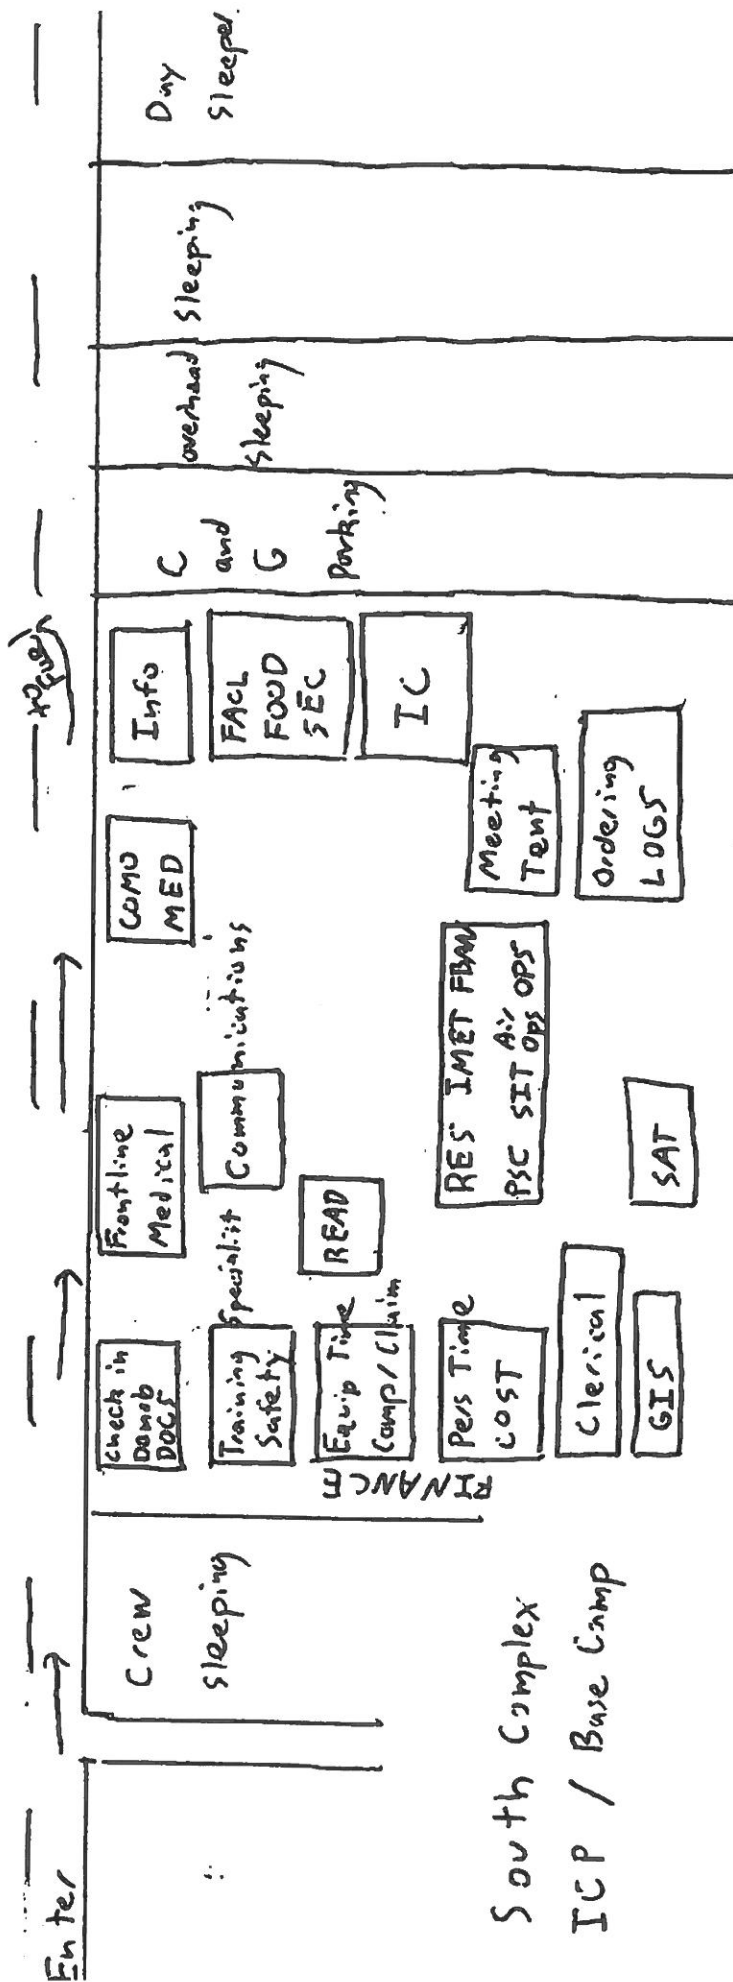 Enter
to fuel
Crew
sleeping
Check in
Demob
DOCS
Training Specialist
Safety
FINANCE
Equip Time
Comp/Claim
Pers Time
COST
Clerical
GIS
Frontline
Medical
Communications
READ
RES IMET FBAN
PSC SIT Air Ops OPS
SAT
COMO
MED
Info
FACL
FOOD
SEC
IC
Meeting
Tent
Ordering
LOGS
C
and
G
Parking
overhead
Sleeping
Sleeping
Day
Sleeper
South Complex
ICP / Base Camp